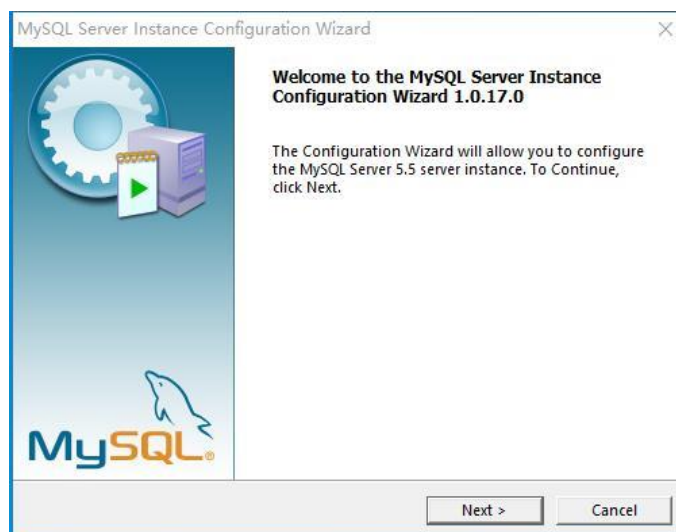 MySQL Server Instance Configuration Wizard
Welcome to the MySQL Server Instance
Configuration Wizard 1.0.17.0
The Configuration Wizard will allow you to configure
the MySQL Server 5.5 server instance. To Continue,
click Next.
MySQL®
Next >
Cancel